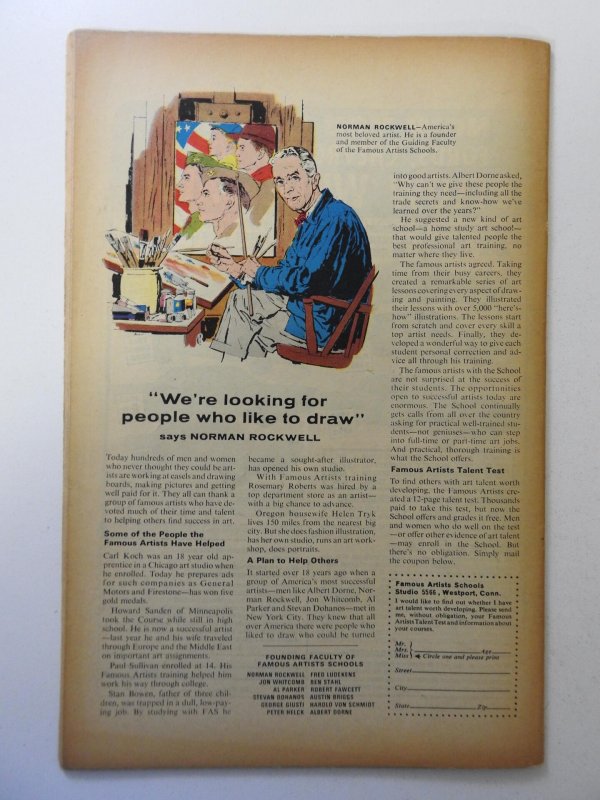 NORMAN ROCKWELL—America's
most beloved artist. He is a founder
and member of the Guiding Faculty
of the Famous Artists Schools.
"We're looking for
people who like to draw"
says NORMAN ROCKWELL
Today hundreds of men and women
who never thought they could be art-
ists are working at easels and drawing
boards, making pictures and getting
well paid for it. They all can thank a
group of famous artists who have de-
voted much of their time and talent
to helping others find success in art.
Some of the People the
Famous Artists Have Helped
Carl Koch was an 18 year old ap-
prentice in a Chicago art studio when
he enrolled. Today he prepares ads
for such companies as General
Motors and Firestone—has won five
gold medals.
Howard Sanden of Minneapolis
took the Course while still in high
school. He is now a successful artist
—last year he and his wife traveled
through Europe and the Middle East
on important art assignments.
Paul Sullivan enrolled at 14. His
Famous Artists training helped him
work his way through college.
Stan Bowen, father of three chil-
dren, was trapped in a dull, low-pay-
ing job. By studying with FAS he
became a sought-after illustrator,
has opened his own studio.
With Famous Artists training
Rosemary Roberts was hired by a
top department store as an artist—
with a big chance to advance.
Oregon housewife Helen Tryk
lives 150 miles from the nearest big
city. But she does fashion illustration,
has her own studio, runs an art work-
shop, does portraits.
A Plan to Help Others
It started over 18 years ago when a
group of America's most successful
artists—men like Albert Dorne, Nor-
man Rockwell, Jon Whitcomb, Al
Parker and Stevan Dohanos—met in
New York City. They knew that all
over America there were people who
liked to draw who could be turned
FOUNDING FACULTY OF
FAMOUS ARTISTS SCHOOLS
NORMAN ROCKWELL FRED LUDEKENS
JON WHITCOMB BEN STAHL
AL PARKER ROBERT FAWCETT
STEVAN DOHANOS AUSTIN BRIGGS
GEORGE GIUSTI HAROLD VON SCHMIDT
PETER HELCK ALBERT DORNE
into good artists. Albert Dorne asked,
"Why can't we give these people the
training they need—including all the
trade secrets and know-how we've
learned over the years?"
He suggested a new kind of art
school—a home study art school—
that would give talented people the
best professional art training, no
matter where they live.
The famous artists agreed. Taking
time from their busy careers, they
created a remarkable series of art
lessons covering every aspect of draw-
ing and painting. They illustrated
their lessons with over 5,000 "here's-
how" illustrations. The lessons start
from scratch and cover every skill a
top artist needs. Finally, they de-
veloped a wonderful way to give each
student personal correction and ad-
vice all through his training.
The famous artists with the School
are not surprised at the success of
their students. The opportunities
open to successful artists today are
enormous. The School continually
gets calls from all over the country
asking for practical well-trained stu-
dents—not geniuses—who can step
into full-time or part-time art jobs.
And practical, thorough training is
what the School offers.
Famous Artists Talent Test
To find others with art talent worth
developing, the Famous Artists cre-
ated a 12-page talent test. Thousands
paid to take this test, but now the
School offers and grades it free. Men
and women who do well on the test
—or offer other evidence of art talent
—may enroll in the School. But
there's no obligation. Simply mail
the coupon below.
Famous Artists Schools
Studio 5566, Westport, Conn.
I would like to find out whether I have
art talent worth developing. Please send
me, without obligation, your Famous
Artists Talent Test and information about
your courses.
Mr.
Mrs. Age
Miss Circle one and please print
Street
City
State Zip